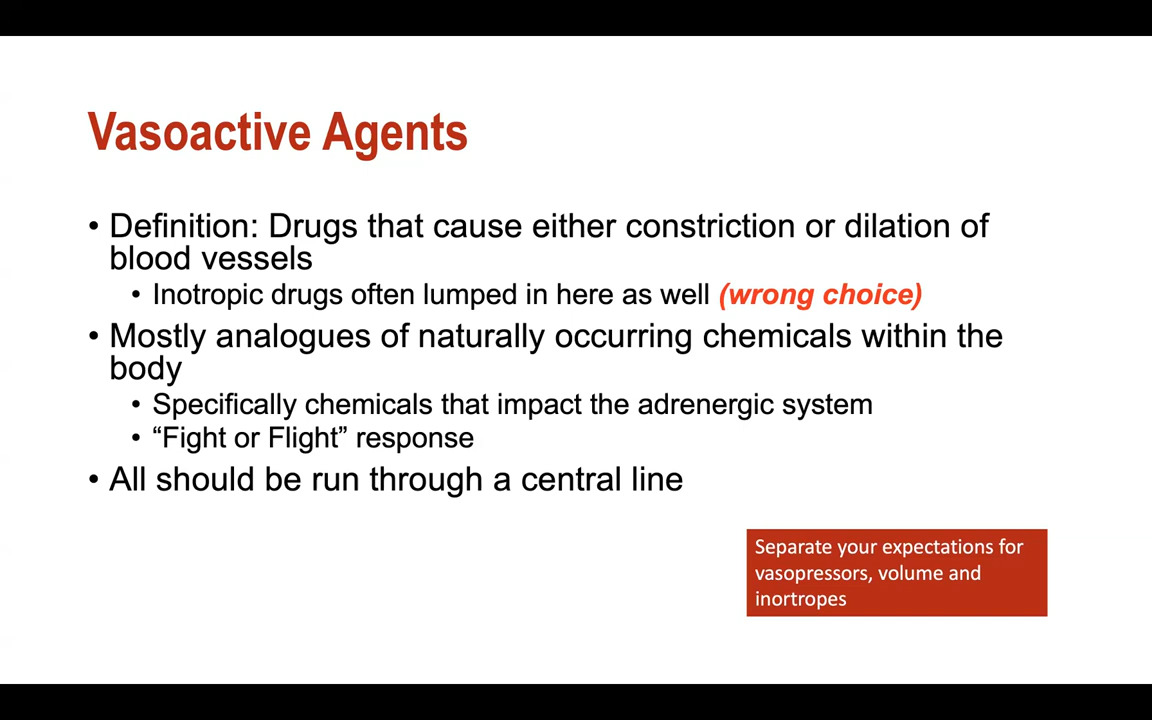 Vasoactive Agents
• Definition: Drugs that cause either constriction or dilation of
blood vessels
• Inotropic drugs often lumped in here as well (wrong choice)
• Mostly analogues of naturally occurring chemicals within the
body
• Specifically chemicals that impact the adrenergic system
• “Fight or Flight” response
• All should be run through a central line
Separate your expectations for
vasopressors, volume and
inortropes